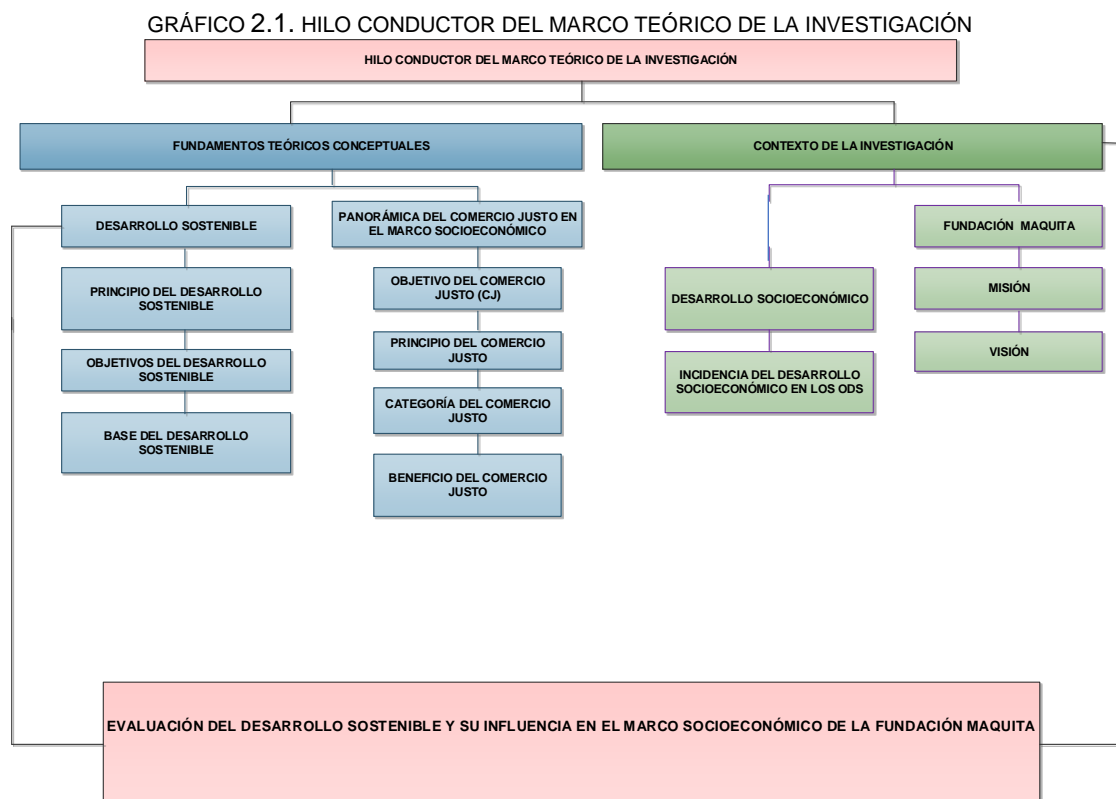 GRÁFICO 2.1. HILO CONDUCTOR DEL MARCO TEÓRICO DE LA INVESTIGACIÓN
HILO CONDUCTOR DEL MARCO TEÓRICO DE LA INVESTIGACIÓN
FUNDAMENTOS TEÓRICOS CONCEPTUALES
DESARROLLO SOSTENIBLE
PRINCIPIO DEL DESARROLLO
SOSTENIBLE
OBJETIVOS DEL DESARROLLO
SOSTENIBLE
BASE DEL DESARROLLO
SOSTENIBLE
PANORÁMICA DEL COMERCIO JUSTO EN
EL MARCO SOCIOECONÓMICO
OBJETIVO DEL COMERCIO
JUSTO (CJ)
PRINCIPIO DEL COMERCIO
JUSTO
CATEGORÍA DEL COMERCIO
JUSTO
BENEFICIO DEL COMERCIO
JUSTO
CONTEXTO DE LA INVESTIGACIÓN
DESARROLLO SOCIOECONÓMICO
INCIDENCIA DEL DESARROLLO
SOCIOECONÓMICO EN LOS ODS
FUNDACIÓN MAQUITA
MISIÓN
VISIÓN
EVALUACIÓN DEL DESARROLLO SOSTENIBLE Y SU INFLUENCIA EN EL MARCO SOCIOECONÓMICO DE LA FUNDACIÓN MAQUITA